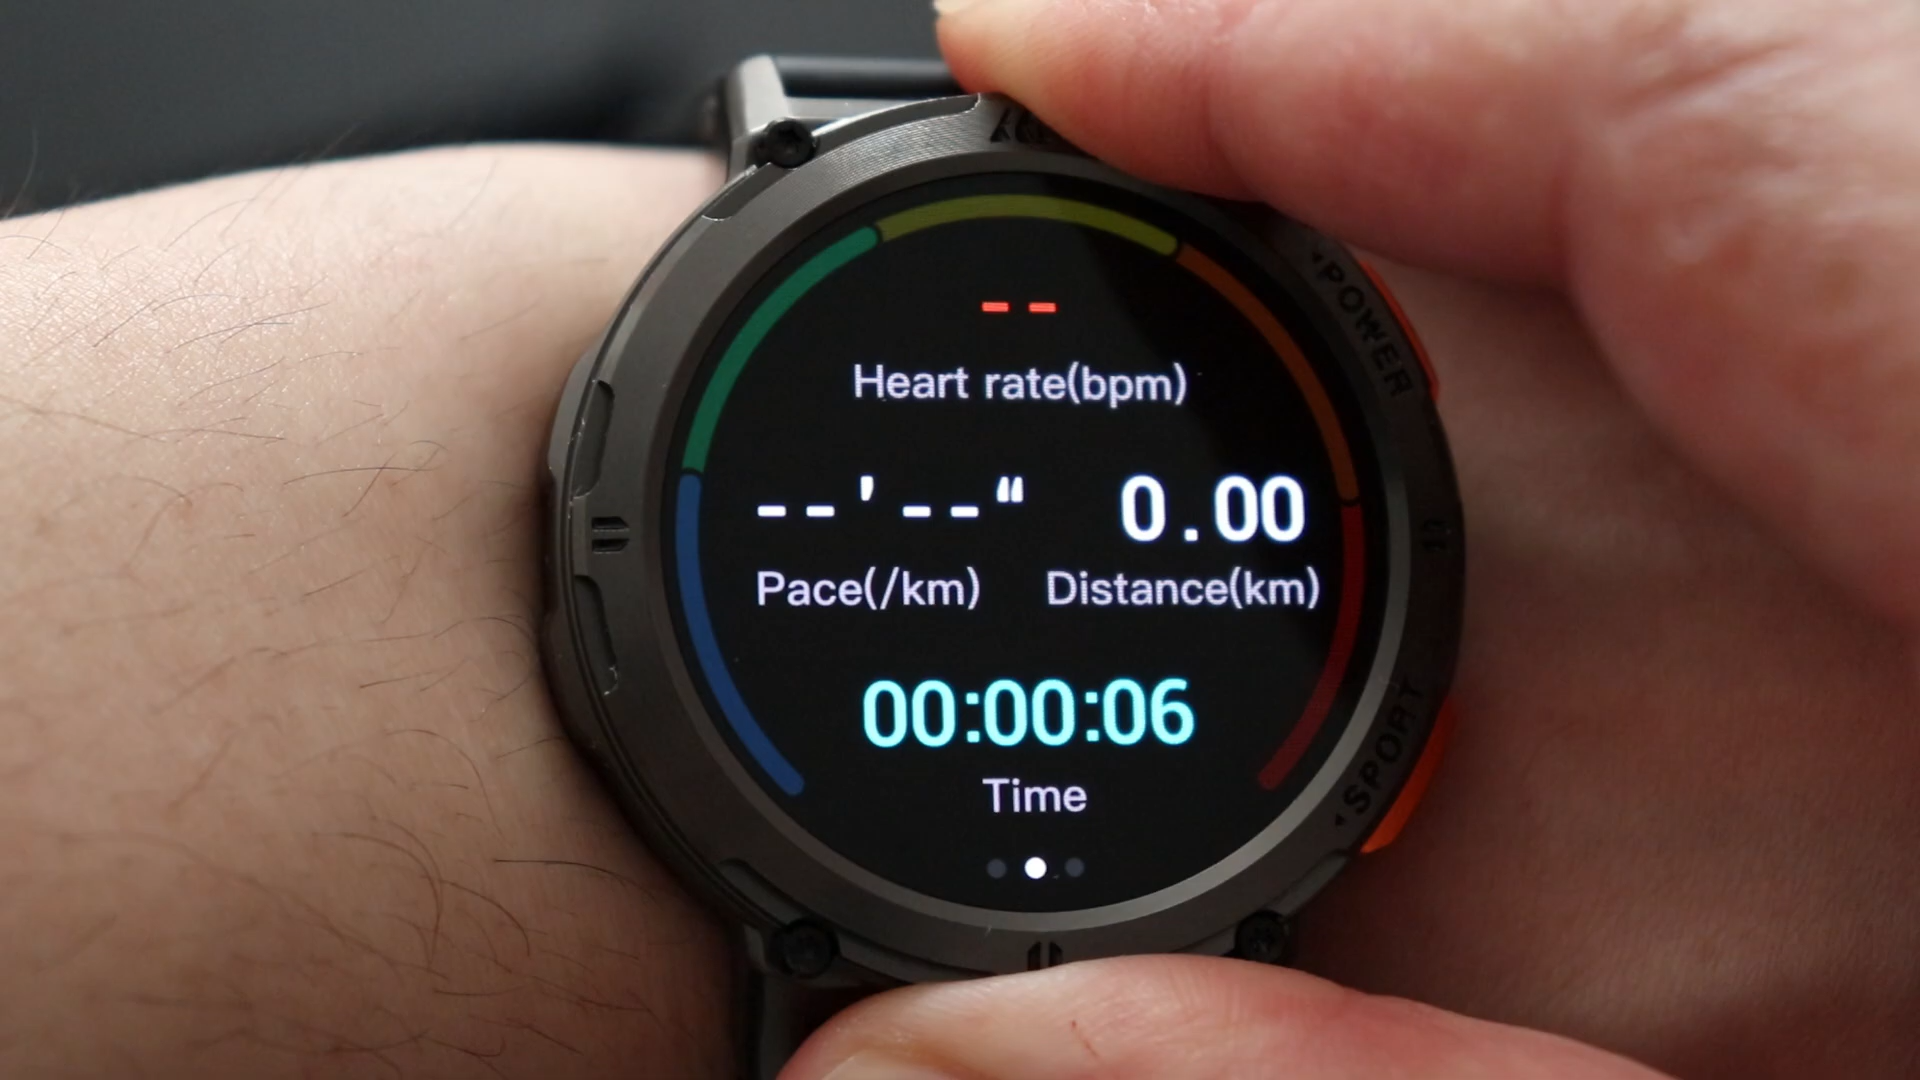 --
Heart rate(bpm)
--'--“ 0.00
Pace(/km) Distance(km)
00:00:06
Time
POWER
SPORT